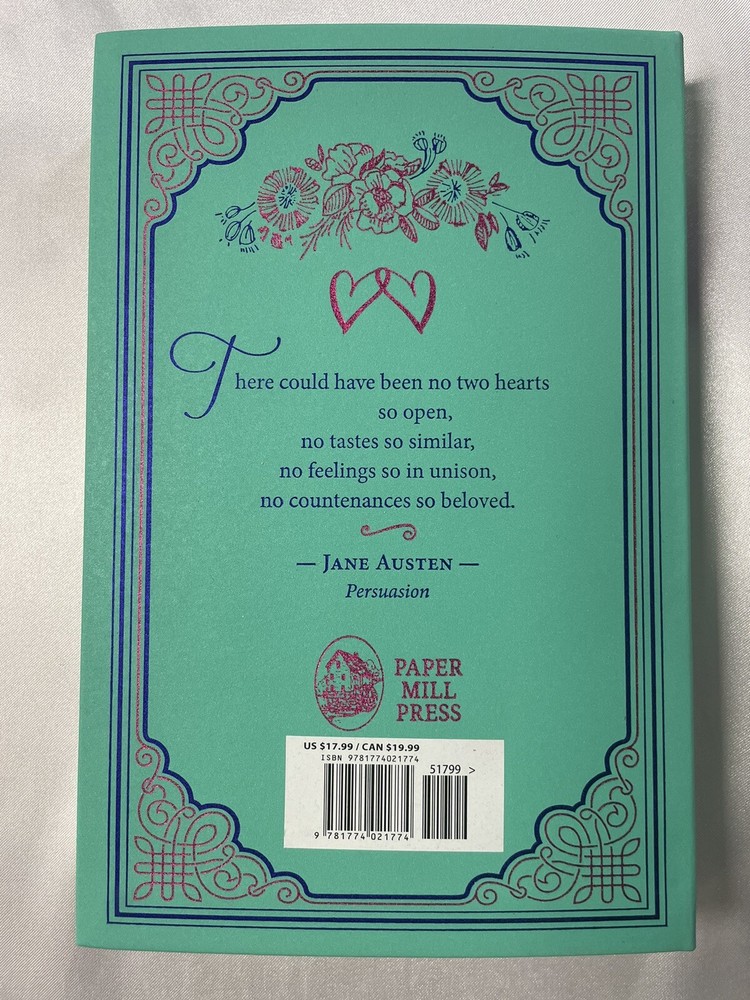 There could have been no two hearts
so open,
no tastes so similar,
no feelings so in unison,
no countenances so beloved.
— JANE AUSTEN —
Persuasion
PAPER
MILL
PRESS
US $17.99 / CAN $19.99
ISBN 9781774021774
51799 >
9 781774 021774